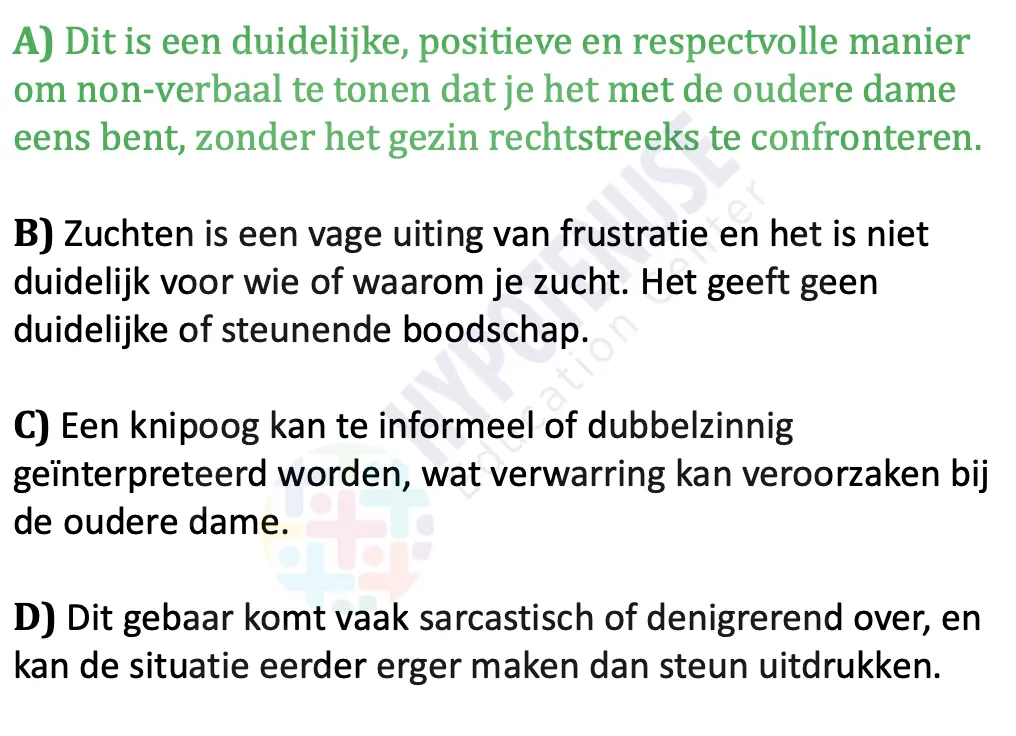 A) Dit is een duidelijke, positieve en respectvolle manier
om non-verbaal te tonen dat je het met de oudere dame
eens bent, zonder het gezin rechtstreeks te confronteren.
B) Zuchten is een vage uiting van frustratie en het is niet
duidelijk voor wie of waarom je zucht. Het geeft geen
duidelijke of steunende boodschap.
C) Een knipoog kan te informeel of dubbelzinnig
geïnterpreteerd worden, wat verwarring kan veroorzaken bij
de oudere dame.
D) Dit gebaar komt vaak sarcastisch of denigrerend over, en
kan de situatie eerder erger maken dan steun uitdrukken.
HYPOTENUSE
Education Center